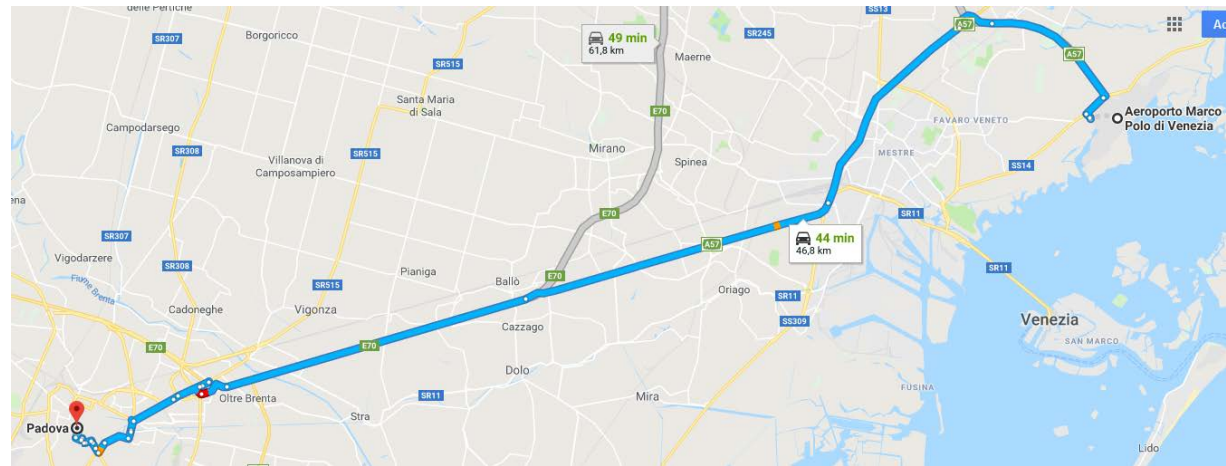 delle Pertiche
SR307
Borgoricco
SR515
49 min
61,8 km
Maerne
SR245
SS13
A57
A57
Ac
Santa Maria
di Sala
E70
Campodarsego
SR308
SR515
Villanova di
Camposampiero
Mirano
Spinea
FAVARO VENETO
MESTRE
SS14
Aeroporto Marco
Polo di Venezia
SR307
Vigodarzere
SR308
E70
A57
SR11
44 min
46,8 km
SR11
Fiume Brenta
Cadoneghe
SR515
Vigonza
Pianiga
Ballò
E70
Oriago
SR11
SS309
Cazzago
Venezia
SAN MARCO
E70
E70
Dolo
Oltre Brenta
SR11
Mira
FUSINA
Stra
Padova
Lido